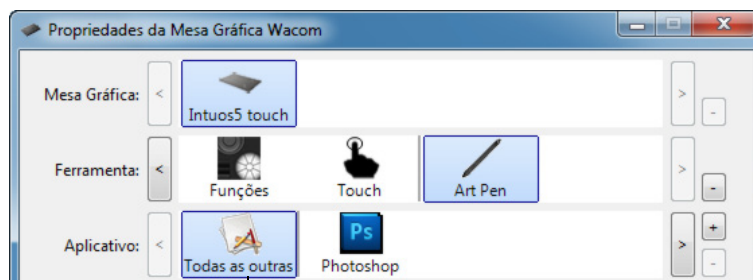 Propriedades da Mesa Gráfica Wacom
Mesa Gráfica: < Intuos5 touch > -
Ferramenta: < Funções Touch Art Pen > -
Aplicativo: < Todas as outras Ps Photoshop > + -